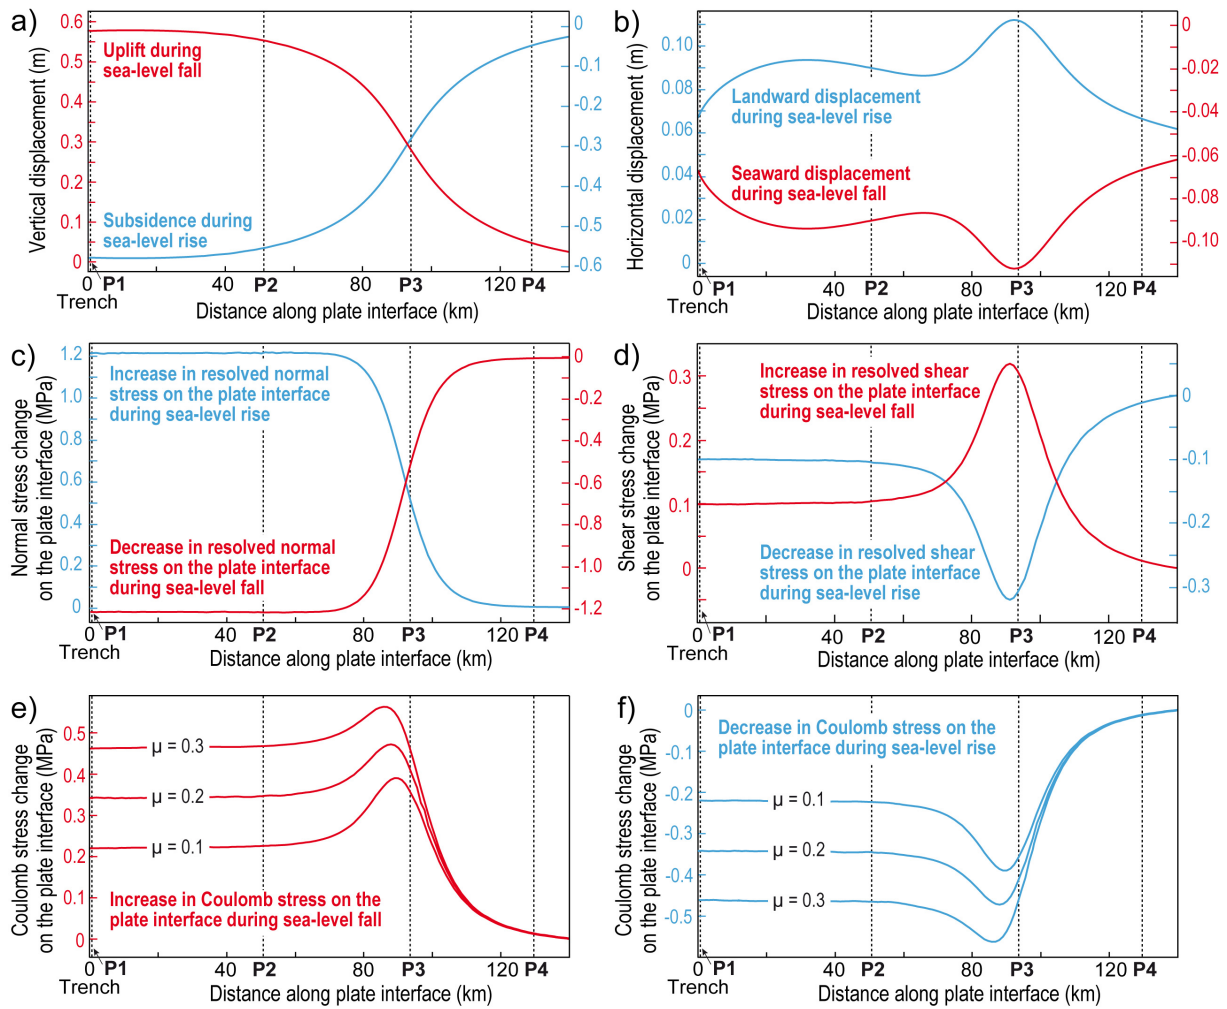 a)
Vertical displacement (m)
0.6
0.5
0.4
0.3
0.2
0.1
0
Uplift during
sea-level fall
Subsidence during
sea-level rise
0
-0.1
-0.2
-0.3
-0.4
-0.5
-0.6
0 P1 40 P2 80 P3 120 P4
Trench
Distance along plate interface (km)
b)
Horizontal displacement (m)
0.10
0.08
0.06
0.04
0.02
0
Landward displacement
during sea-level rise
Seaward displacement
during sea-level fall
0
-0.02
-0.04
-0.06
-0.08
-0.10
0 P1 40 P2 80 P3 120 P4
Trench
Distance along plate interface (km)
c)
Normal stress change
on the plate interface (MPa)
1.2
1.0
0.8
0.6
0.4
0.2
0
Increase in resolved normal
stress on the plate interface
during sea-level rise
Decrease in resolved normal
stress on the plate interface
during sea-level fall
0
-0.2
-0.4
-0.6
-0.8
-1.0
-1.2
0 P1 40 P2 80 P3 120 P4
Trench
Distance along plate interface (km)
d)
Shear stress change
on the plate interface (MPa)
0.3
0.2
0.1
0
Increase in resolved shear
stress on the plate interface
during sea-level fall
Decrease in resolved shear
stress on the plate interface
during sea-level rise
0
-0.1
-0.2
-0.3
0 P1 40 P2 80 P3 120 P4
Trench
Distance along plate interface (km)
e)
Coulomb stress change
on the plate interface (MPa)
0.5
0.4
0.3
0.2
0.1
0
μ = 0.3
μ = 0.2
μ = 0.1
Increase in Coulomb stress on the
plate interface during sea-level fall
0 P1 40 P2 80 P3 120 P4
Trench
Distance along plate interface (km)
f)
Coulomb stress change
on the plate interface (MPa)
0
-0.1
-0.2
-0.3
-0.4
-0.5
Decrease in Coulomb stress on the
plate interface during sea-level rise
μ = 0.1
μ = 0.2
μ = 0.3
0 P1 40 P2 80 P3 120 P4
Trench
Distance along plate interface (km)